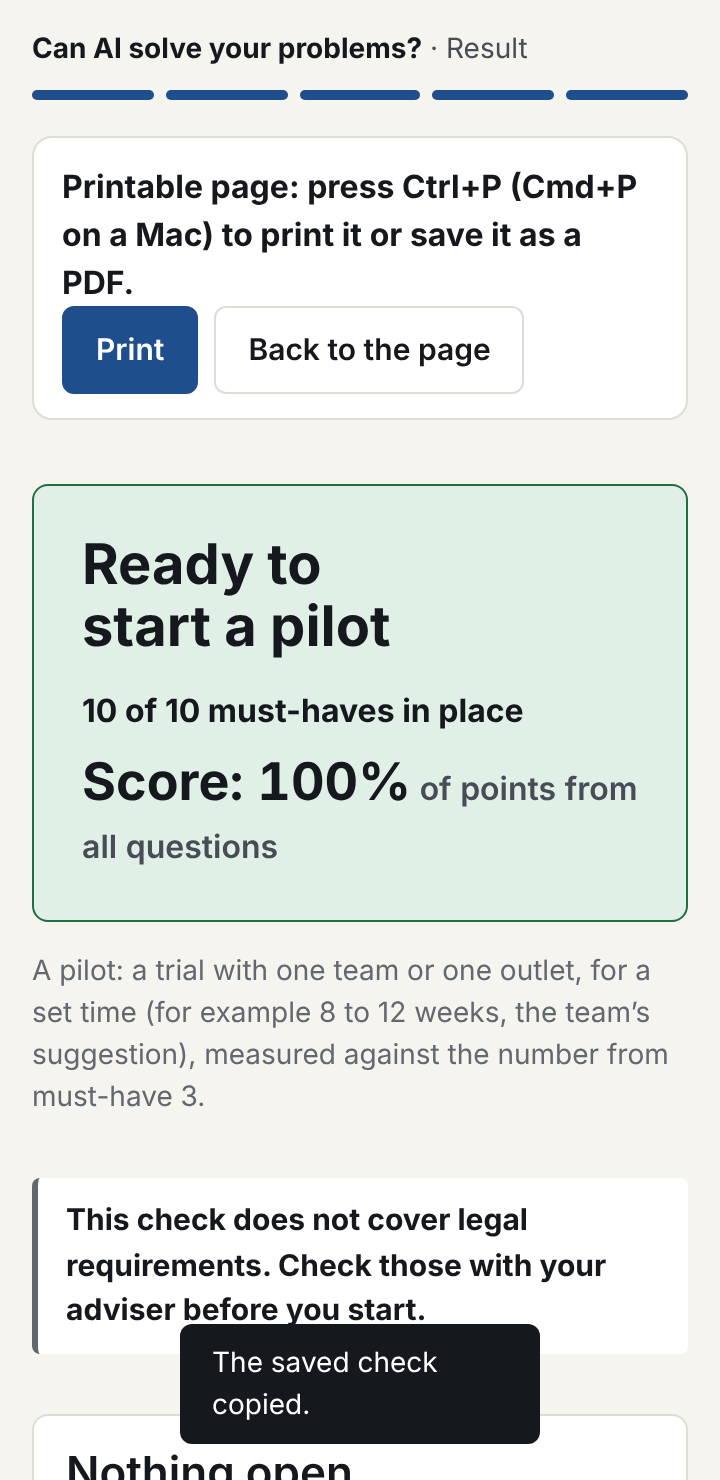 Can AI solve your problems? · Result
Printable page: press Ctrl+P (Cmd+P
on a Mac) to print it or save it as a
PDF.
Print
Back to the page
Ready to
start a pilot
10 of 10 must-haves in place
Score: 100% of points from
all questions
A pilot: a trial with one team or one outlet, for a
set time (for example 8 to 12 weeks, the team’s
suggestion), measured against the number from
must-have 3.
This check does not cover legal
requirements. Check those with your
adviser before you start.
The saved check
copied.
Nothing open